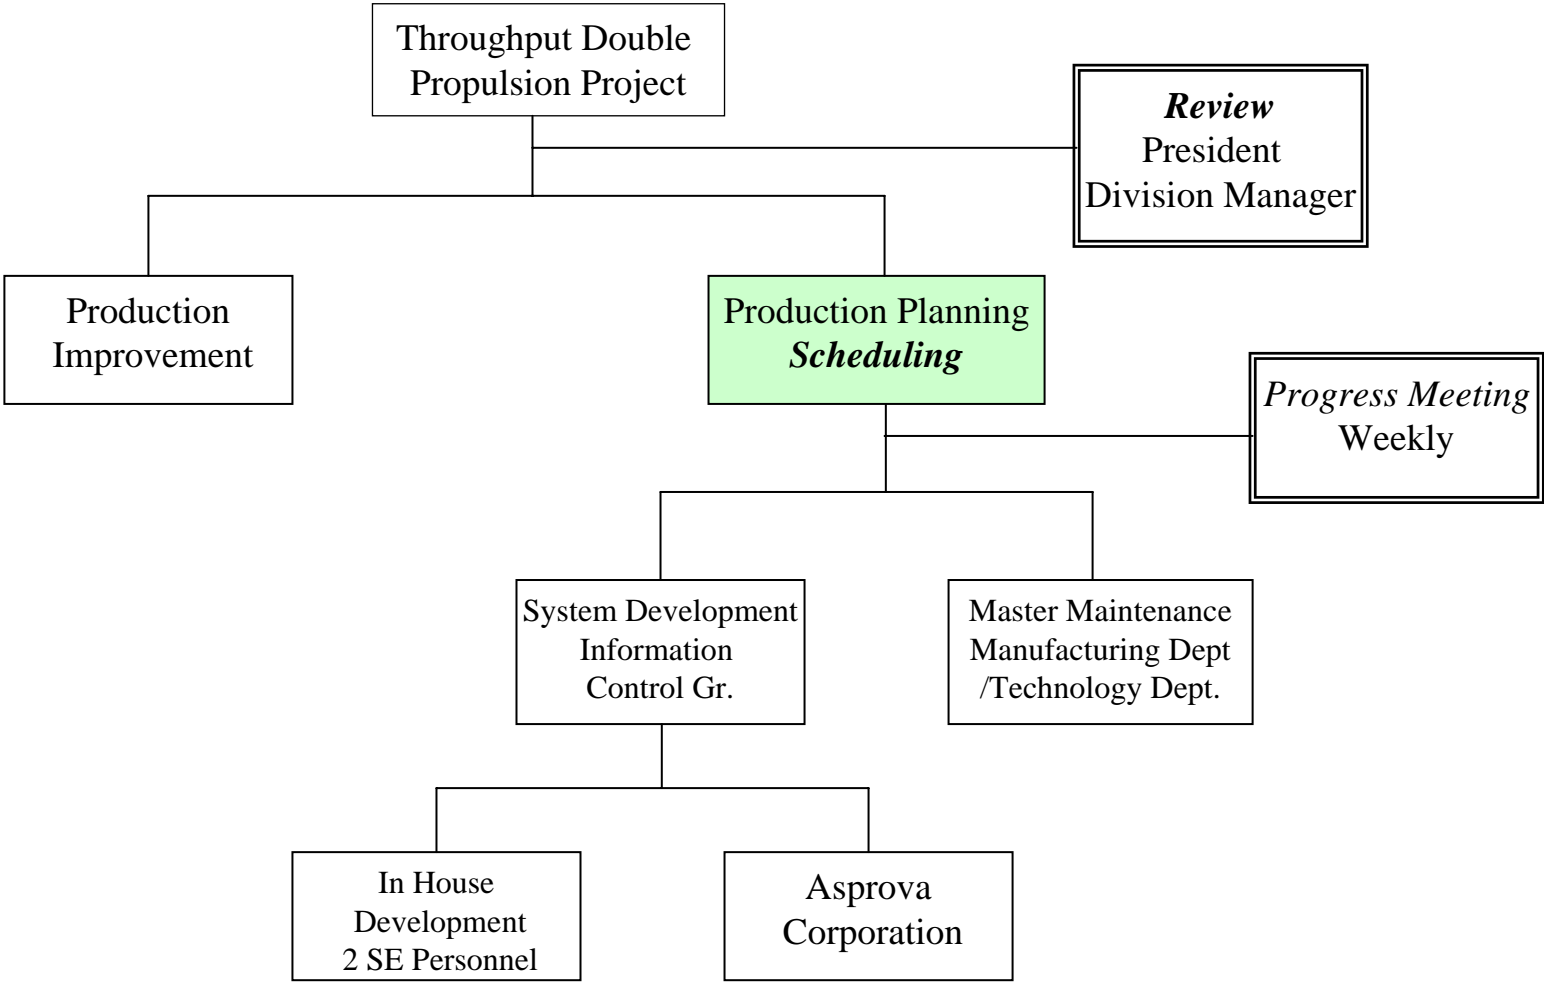 Throughput Double
Propulsion Project
Review
President
Division Manager
Production
Improvement
Production Planning
Scheduling
Progress Meeting
Weekly
System Development
Information
Control Gr.
Master Maintenance
Manufacturing Dept
/Technology Dept.
In House
Development
2 SE Personnel
Asprova
Corporation